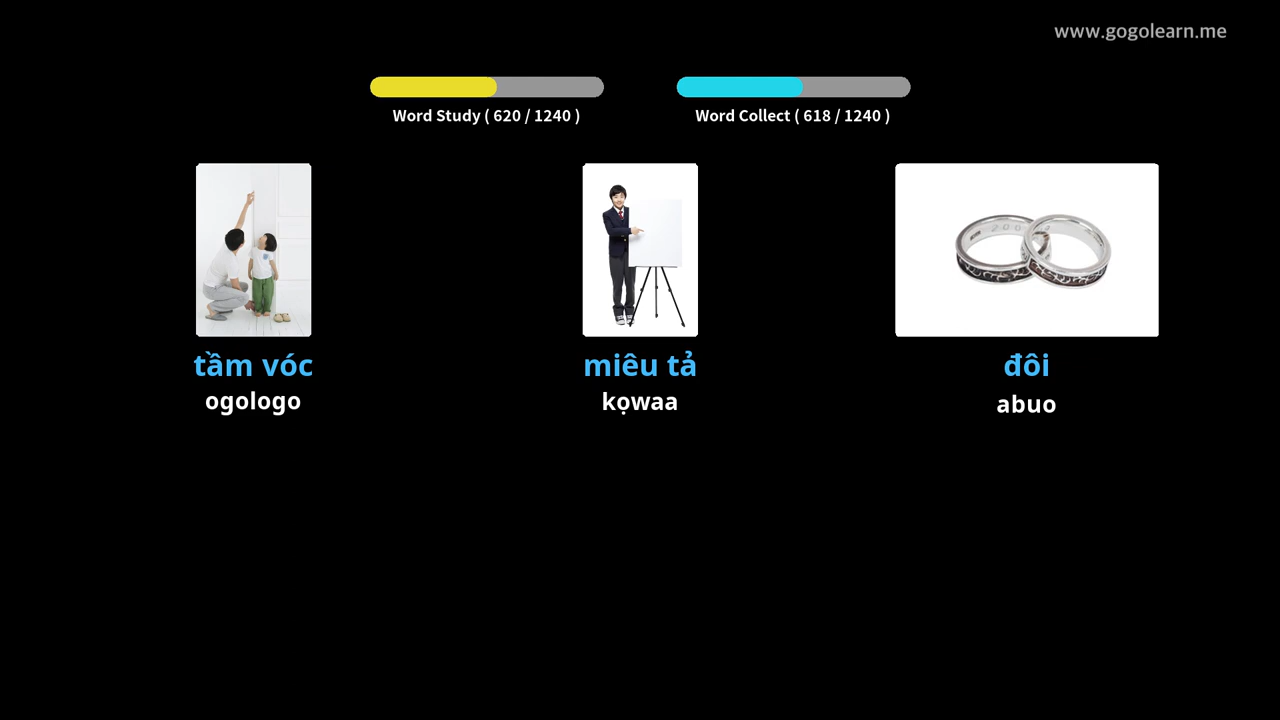 www.gogolearn.me
Word Study ( 620 / 1240 )
Word Collect ( 618 / 1240 )
tầm vóc
ogologo
miêu tả
kọwaa
đôi
abuo